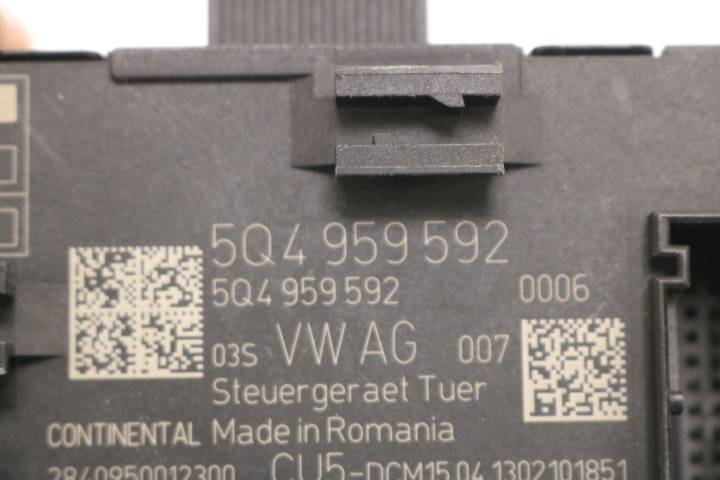 5Q4 959 592
5Q4 959 592 0006
03S VW AG 007
Steuergeraet Tuer
CONTINENTAL Made in Romania
2840950012300 CU5-DCM15.04 1302101851